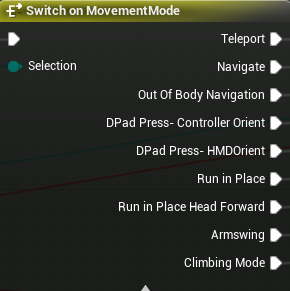 Switch on MovementMode
Teleport
Selection
Navigate
Out Of Body Navigation
DPad Press- Controller Orient
DPad Press- HMDOrient
Run in Place
Run in Place Head Forward
Armswing
Climbing Mode